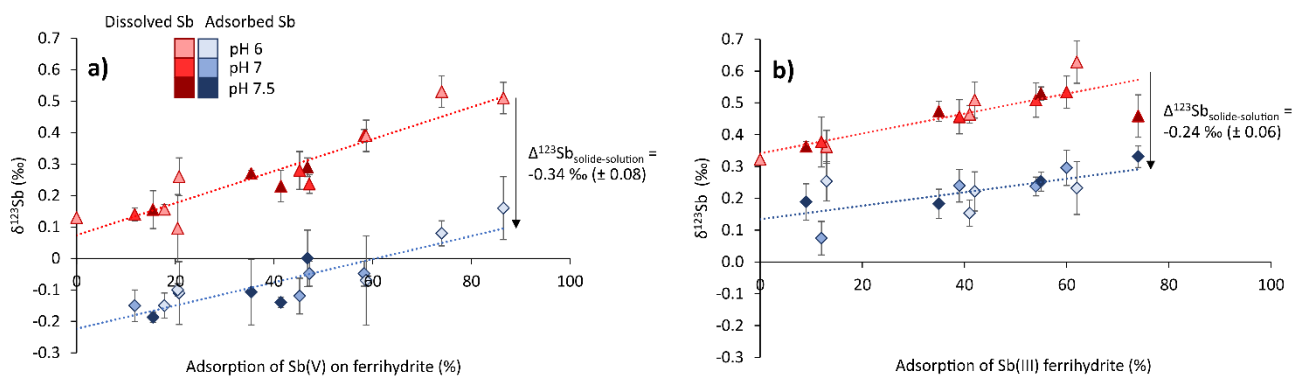 Dissolved Sb Adsorbed Sb
pH 6
pH 7
pH 7.5
a)
δ123Sb (‰)
0.7
0.6
0.5
0.4
0.3
0.2
0.1
0
-0.1
-0.2
-0.3
0 20 40 60 80 100
Δ123Sbsolide-solution =
-0.34 ‰ (± 0.08)
Adsorption of Sb(V) on ferrihydrite (%)
b)
δ123Sb (‰)
0.7
0.6
0.5
0.4
0.3
0.2
0.1
0.0
-0.1
-0.2
-0.3
0 20 40 60 80 100
Δ123Sbsolide-solution =
-0.24 ‰ (± 0.06)
Adsorption of Sb(III) ferrihydrite (%)